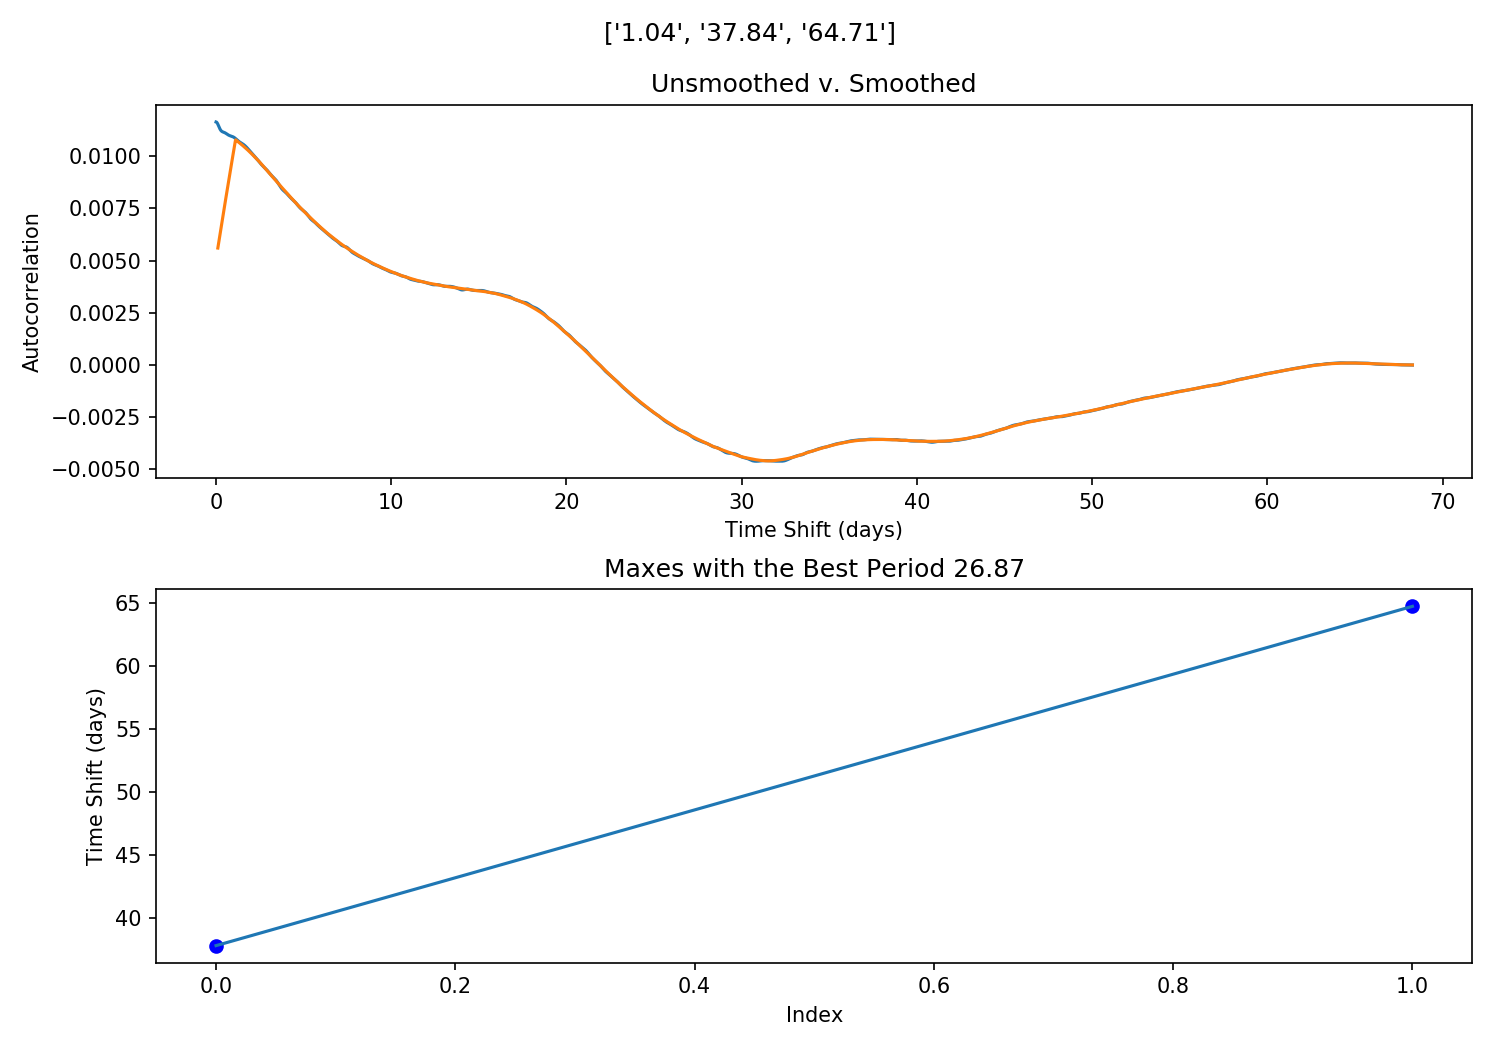 ['1.04', '37.84', '64.71']
Unsmoothed v. Smoothed
0.0100
0.0075
0.0050
0.0025
0.0000
−0.0025
−0.0050
Autocorrelation
0 10 20 30 40 50 60 70
Time Shift (days)
Maxes with the Best Period 26.87
65
60
55
50
45
40
Time Shift (days)
0.0 0.2 0.4 0.6 0.8 1.0
Index